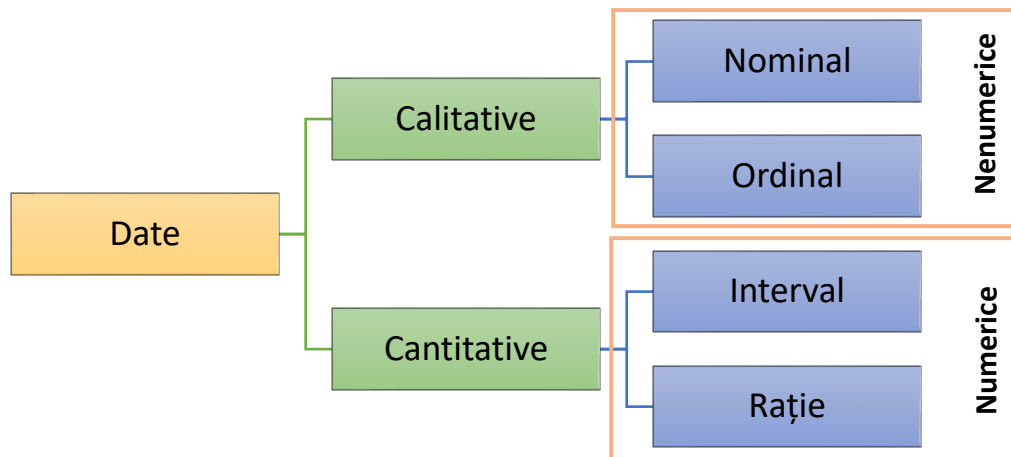 Date
Calitative
Nominal
Ordinal
Nenumerice
Cantitative
Interval
Rație
Numerice